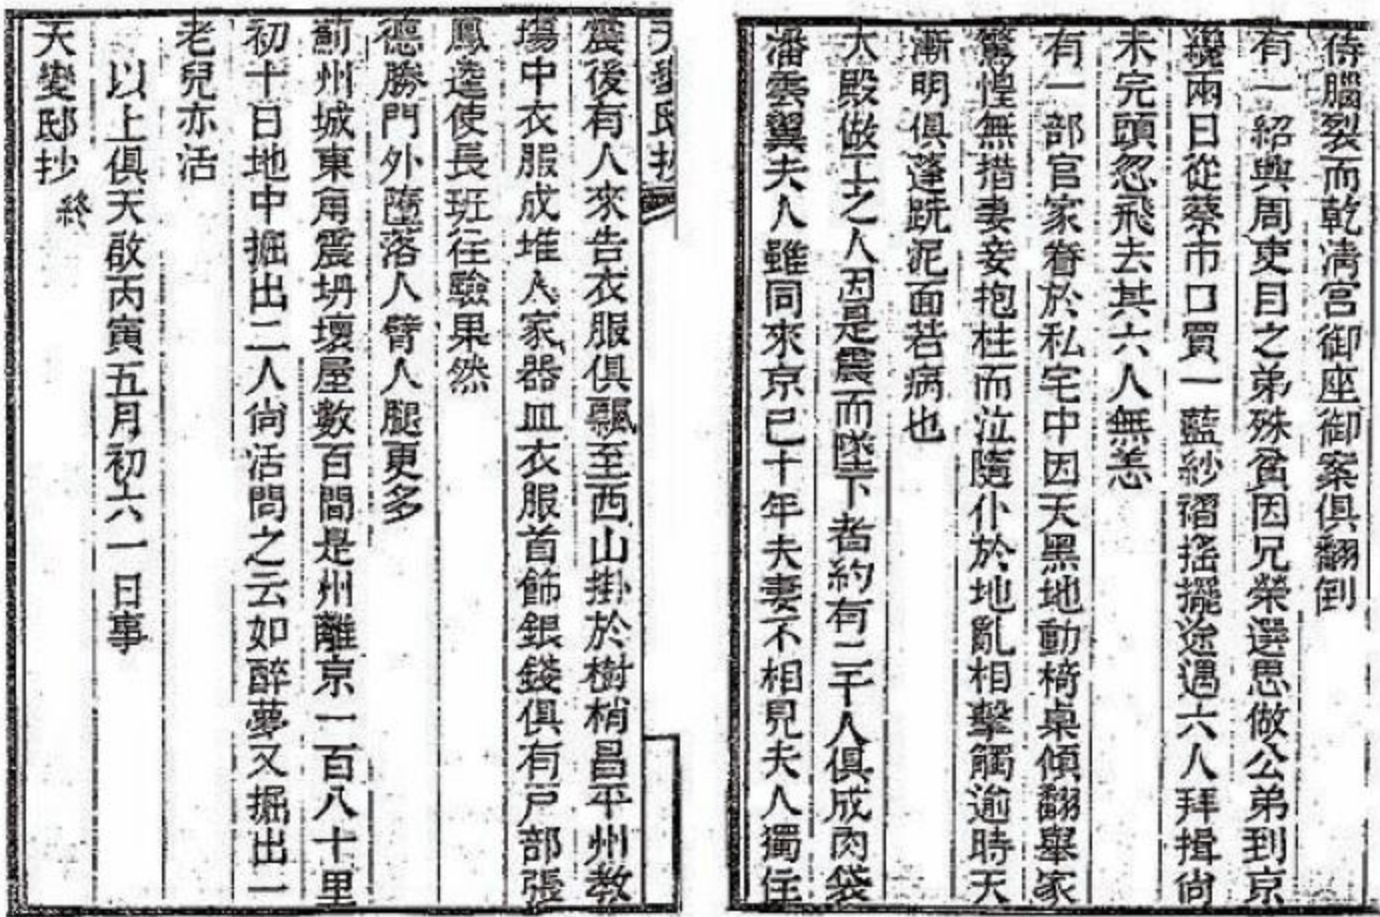 侍腦裂而乾清宮御座御案俱翻倒
有一紹興周吏目之弟殊貧因兄榮選思做公弟到京
纔兩日從蔡市口買一藍紗褶搖擺途遇六人拜揖尚
未完頭忽飛去其六人無恙
有一部官家眷於私宅中因天黑地動椅桌傾翻舉家
驚惶無措妻妾抱柱而泣隨仆於地亂相擊觸逾時天
漸明俱蓬跣泥面若病也
大殿做工之人因是震而墜下者約有二千人俱成肉袋
潘雲翼夫人雖同來京已十年夫妻不相見夫人獨住
天變邸抄
震後有人來告衣服俱飄至西山掛於樹梢昌平州教
場中衣服成堆人家器皿衣服首飾銀錢俱有戶部張
鳳逵使長班往驗果然
德勝門外墮落人臂人腿更多
薊州城東角震坍壞屋數百間是州離京一百八十里
初十日地中掘出二人尚活問之云如醉夢又掘出一
老兒亦活
以上俱天啟丙寅五月初六一日事
天變邸抄 終